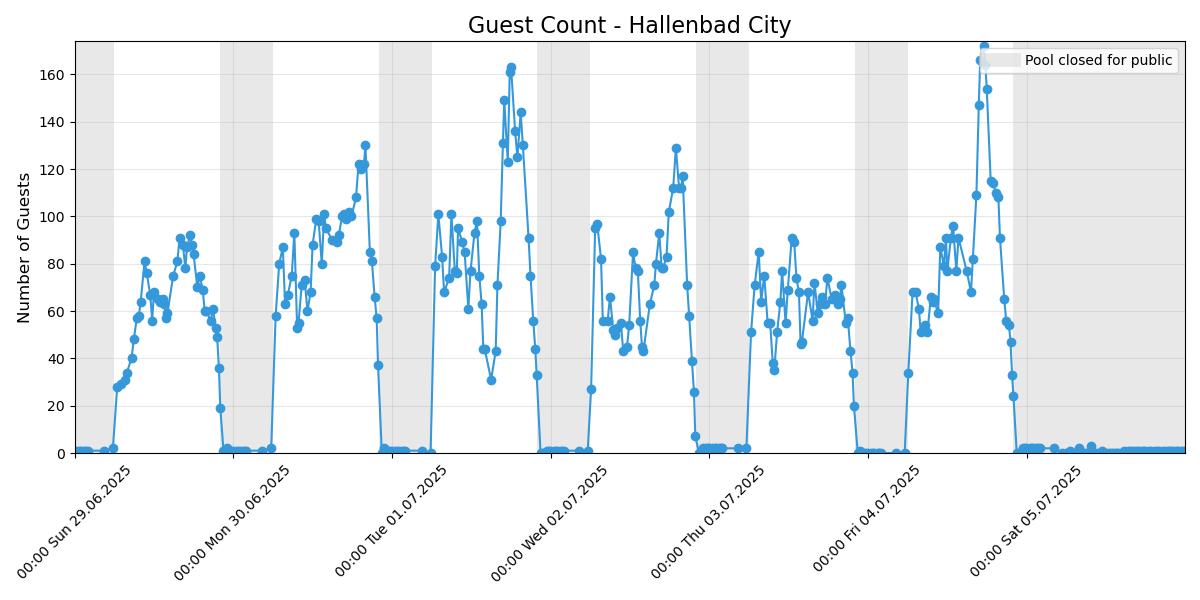 Guest Count - Hallenbad City
Pool closed for public
Number of Guests
160
140
120
100
80
60
40
20
0
00:00 Sun 29.06.2025
00:00 Mon 30.06.2025
00:00 Tue 01.07.2025
00:00 Wed 02.07.2025
00:00 Thu 03.07.2025
00:00 Fri 04.07.2025
00:00 Sat 05.07.2025